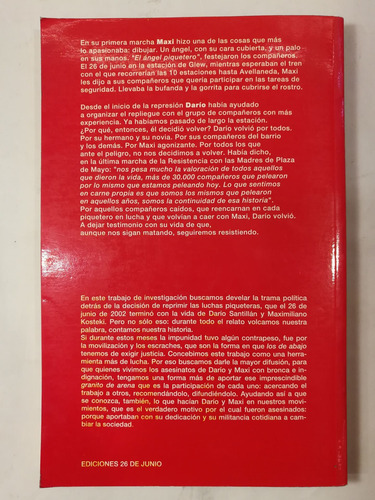 En su primera marcha Maxi hizo una de las cosas que más
lo apasionaba: dibujar. Un ángel, con su cara cubierta, y un palo
en sus manos. "El ángel piquetero", festejaron los compañeros.
El 26 de junio en la estación de Glew, mientras esperaban el tren
con el que recorrerían las 10 estaciones hasta Avellaneda, Maxi
les dijo a sus compañeros que quería participar en las tareas de
seguridad. Llevaba la bufanda y la gorrita para cubrirse el rostro.
Desde el inicio de la represión Darío había ayudado
a organizar el repliegue con el grupo de compañeros con más
experiencia. Ya habíamos pasado de largo la estación.
¿Por qué, entonces, él decidió volver? Darío volvió por todos.
Por su hermano y su novia. Por sus compañeros del barrio
y los demás. Por Maxi agonizante. Por todos los que
ante el peligro, no nos decidimos a volver. Había dicho,
en la última marcha de la Resistencia con las Madres de Plaza
de Mayo: "nos pesa mucho la valoración de todos aquellos
que dieron la vida, más de 30.000 compañeros que pelearon
por lo mismo que estamos peleando hoy. Lo que sentimos
en carne propia es que somos los mismos que pelearon
en aquellos años, somos la continuidad de esa historia".
Por aquellos compañeros caídos, que reencarnan en cada
piquetero en lucha y que volvían a caer con Maxi, Darío volvió.
A dejar testimonio con su vida de que,
aunque nos sigan matando, seguiremos resistiendo.
En este trabajo de investigación buscamos develar la trama política
detrás de la decisión de reprimir las luchas piqueteras, que el 26 de
junio de 2002 terminó con la vida de Darío Santillán y Maximiliano
Kosteki. Pero no sólo eso: durante todo el relato volcamos nuestra
palabra, contamos nuestra historia.
Si durante estos meses la impunidad tuvo algún contrapeso, fue por
la movilización y los escraches, que son la forma en que los de abajo
tenemos de exigir justicia. Concebimos este trabajo como una herra-
mienta más de lucha. Por eso buscamos darle la mayor difusión, para
que quienes vivimos los asesinatos de Darío y Maxi con bronca e in-
dignación, tengamos una forma más de aportar ese imprescindible
granito de arena que es la participación de cada uno: acercando el
trabajo a otros, recomendándolo, difundiéndolo. Ayudando así a que
se conozca, también, lo que hacían Darío y Maxi en nuestros movi-
mientos, que es el verdadero motivo por el cual fueron asesinados:
porque aportaban con su dedicación y su militancia cotidiana a cam-
biar la sociedad.
EDICIONES 26 DE JUNIO